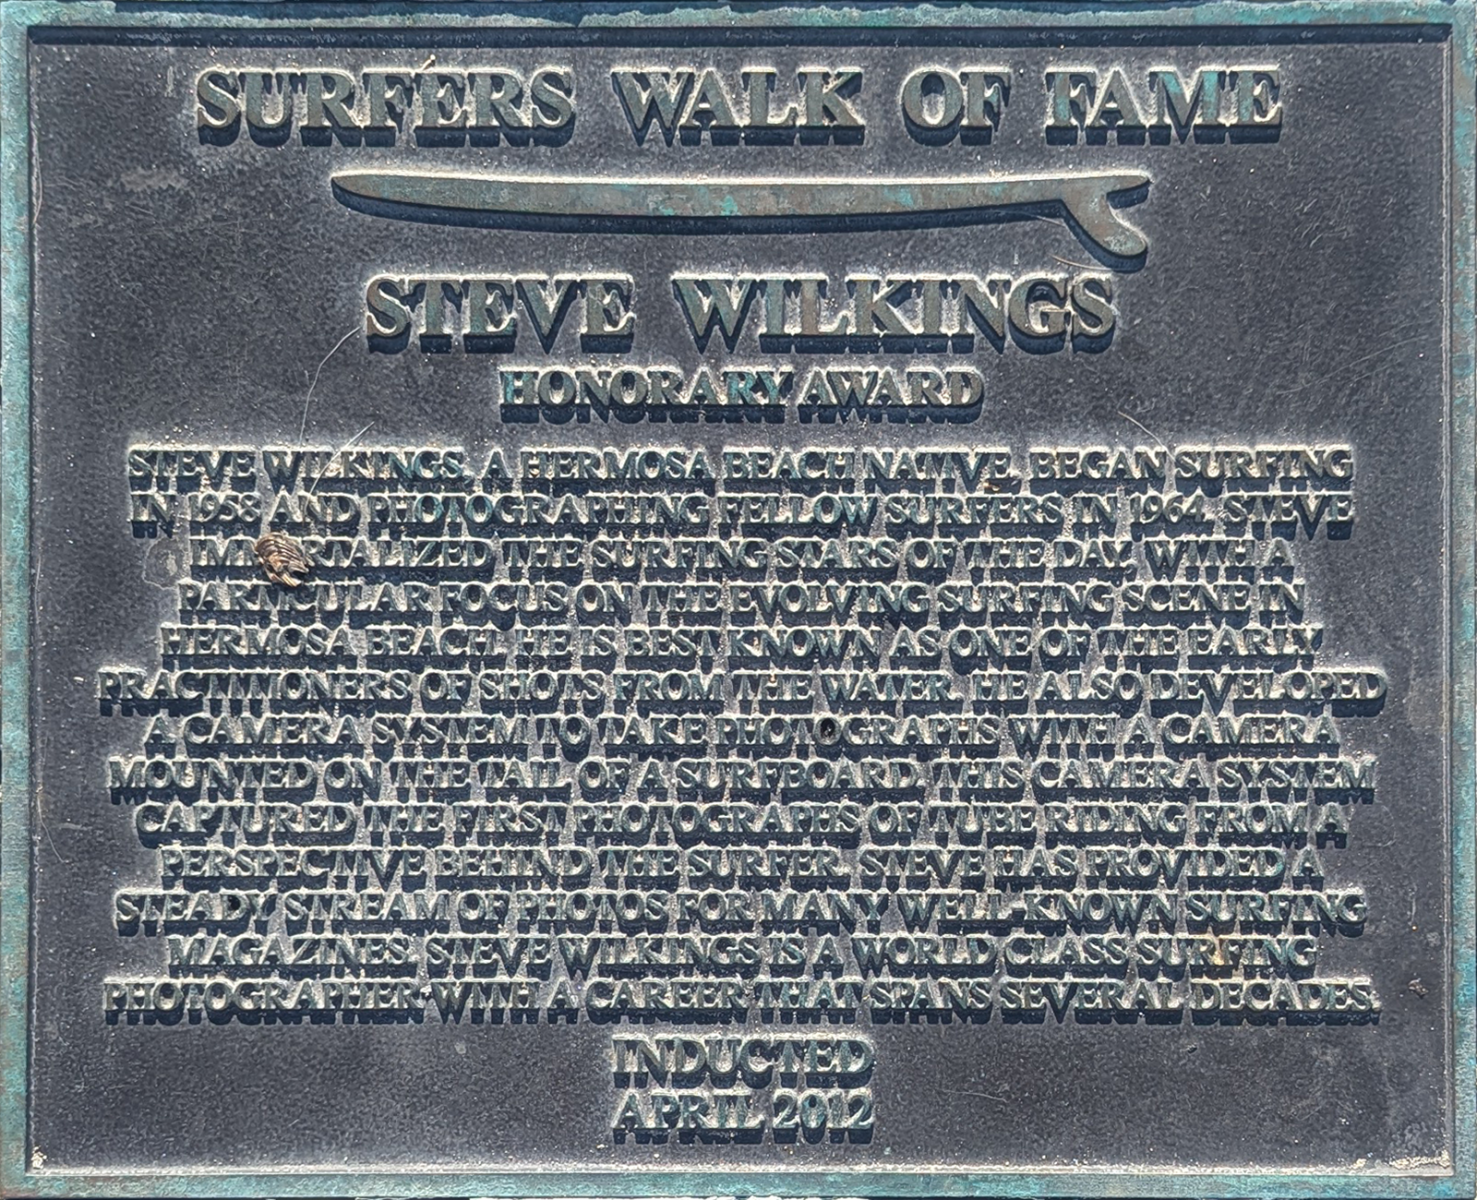 SURFERS WALK OF FAME
STEVE WILKINGS
HONORARY AWARD
STEVE WILKINGS, A HERMOSA BEACH NATIVE, BEGAN SURFING
IN 1958 AND PHOTOGRAPHING FELLOW SURFERS IN 1964. STEVE
IMMORTALIZED THE SURFING STARS OF THE DAY, WITH A
PARTICULAR FOCUS ON THE EVOLVING SURFING SCENE IN
HERMOSA BEACH. HE IS BEST KNOWN AS ONE OF THE EARLY
PRACTITIONERS OF SHOTS FROM THE WATER. HE ALSO DEVELOPED
A CAMERA SYSTEM TO TAKE PHOTOGRAPHS WITH A CAMERA
MOUNTED ON THE TAIL OF A SURFBOARD. THIS CAMERA SYSTEM
CAPTURED THE FIRST PHOTOGRAPHS OF TUBE RIDING FROM A
PERSPECTIVE BEHIND THE SURFER. STEVE HAS PROVIDED A
STEADY STREAM OF PHOTOS FOR MANY WELL-KNOWN SURFING
MAGAZINES. STEVE WILKINGS IS A WORLD CLASS SURFING
PHOTOGRAPHER WITH A CAREER THAT SPANS SEVERAL DECADES.
INDUCTED
APRIL 2012